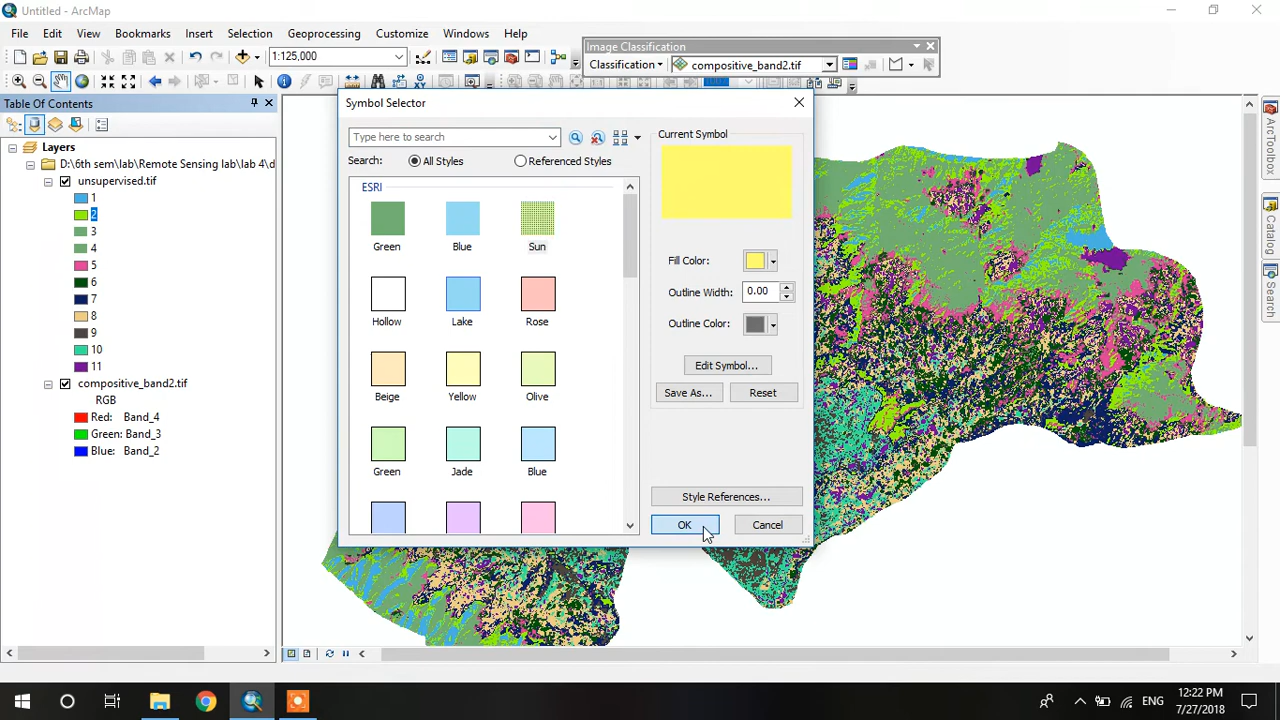 Untitled - ArcMap
File Edit View Bookmarks Insert Selection Geoprocessing Customize Windows Help
1:125,000
Image Classification
Classification
compositive_band2.tif
Table Of Contents
Layers
D:\6th sem\lab\Remote Sensing lab\lab 4\d
unsupervised.tif
1
2
3
4
5
6
7
8
9
10
11
compositive_band2.tif
RGB
Red: Band_4
Green: Band_3
Blue: Band_2
Symbol Selector
Type here to search
Search: All Styles Referenced Styles
ESRI
Green Blue Sun
Hollow Lake Rose
Beige Yellow Olive
Green Jade Blue
Current Symbol
Fill Color:
Outline Width: 0.00
Outline Color:
Edit Symbol...
Save As... Reset
Style References...
OK Cancel
ArcToolbox
Catalog
Search
ENG
12:22 PM
7/27/2018